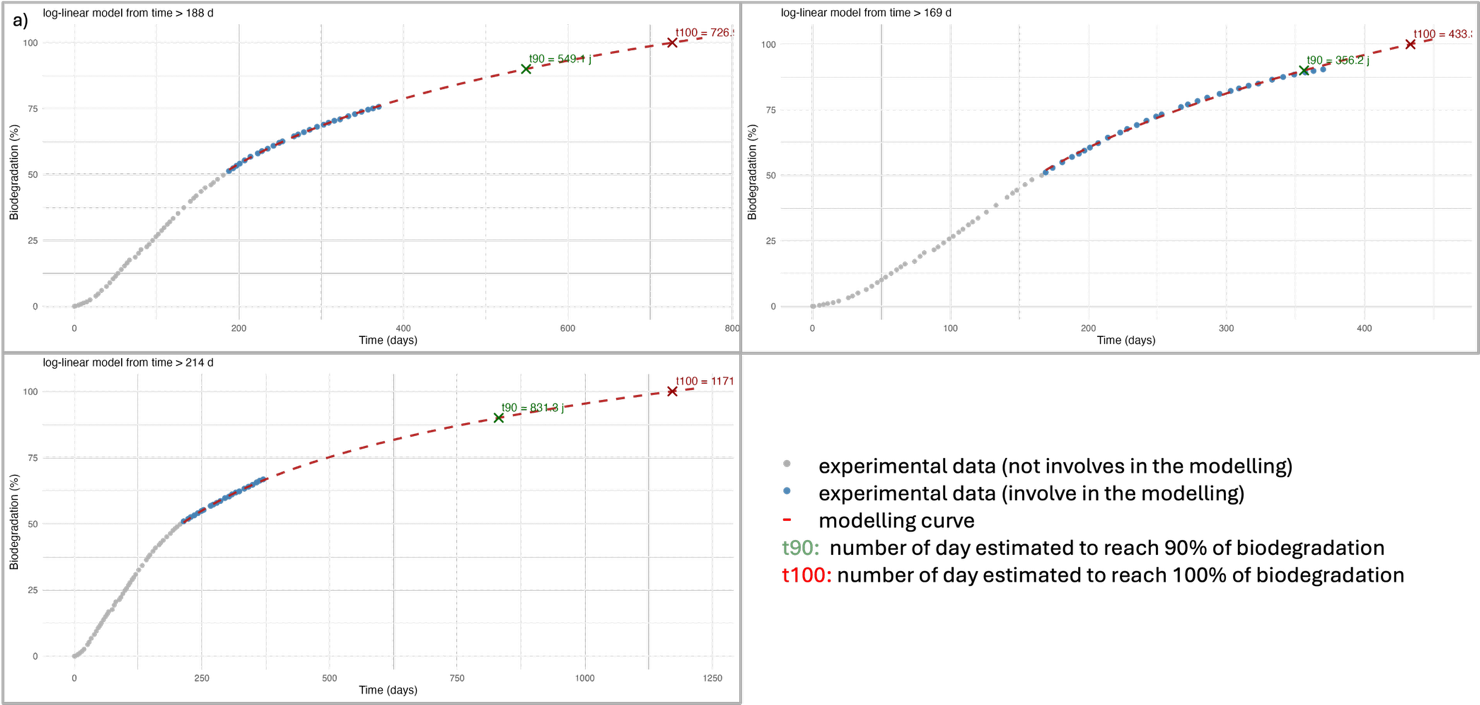 a)
log-linear model from time > 188 d
t100 = 726.
t90 = 549.1 j
100
75
50
25
0
Biodegradation (%)
0 200 400 600 800
Time (days)
log-linear model from time > 169 d
t100 = 433.
t90 = 356.2 j
100
75
50
25
0
Biodegradation (%)
0 100 200 300 400
Time (days)
log-linear model from time > 214 d
t100 = 1171
t90 = 831.3 j
100
75
50
25
0
Biodegradation (%)
0 250 500 750 1000 1250
Time (days)
experimental data (not involves in the modelling)
experimental data (involve in the modelling)
modelling curve
t90: number of day estimated to reach 90% of biodegradation
t100: number of day estimated to reach 100% of biodegradation